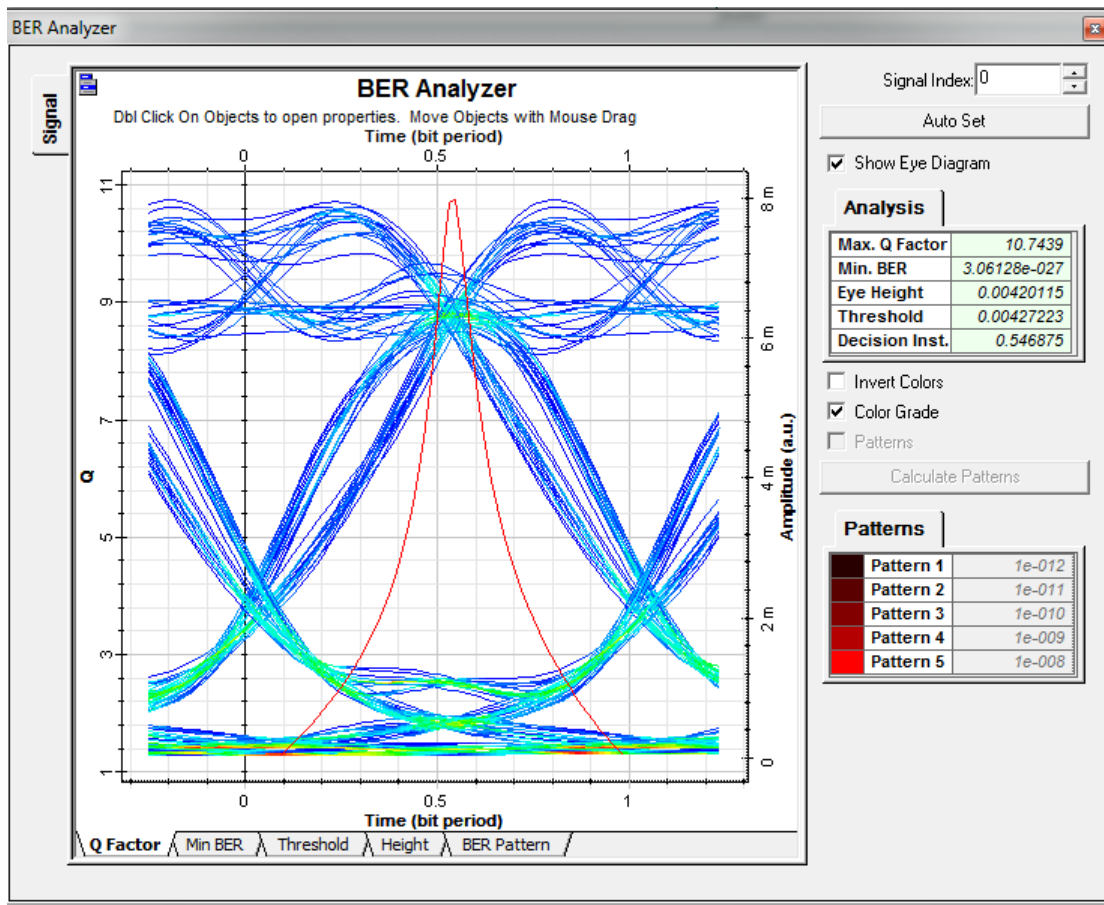 BER Analyzer
Signal
BER Analyzer
Dbl Click On Objects to open properties.  Move Objects with Mouse Drag
Time (bit period)
0 0.5 1
Q
11
9
7
5
3
1
8 m
6 m
4 m
2 m
0
Amplitude (a.u.)
0 0.5 1
Time (bit period)
Q Factor Min BER Threshold Height BER Pattern
Signal Index: 0
Auto Set
Show Eye Diagram
Analysis
Max. Q Factor 10.7439
Min. BER 3.06128e-027
Eye Height 0.00420115
Threshold 0.00427223
Decision Inst. 0.546875
Invert Colors
Color Grade
Patterns
Calculate Patterns
Patterns
Pattern 1 1e-012
Pattern 2 1e-011
Pattern 3 1e-010
Pattern 4 1e-009
Pattern 5 1e-008